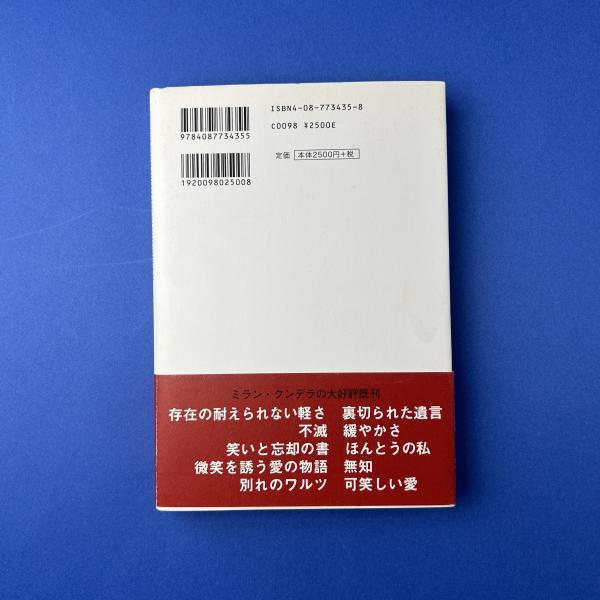 ISBN4-08-773435-8
C0098 ¥2500E
9784087734355
定価 本体2500円+税
1920098025008
ミラン・クンデラの大好評既刊
存在の耐えられない軽さ 裏切られた遺言
不滅 緩やかさ
笑いと忘却の書 ほんとうの私
微笑を誘う愛の物語 無知
別れのワルツ 可笑しい愛